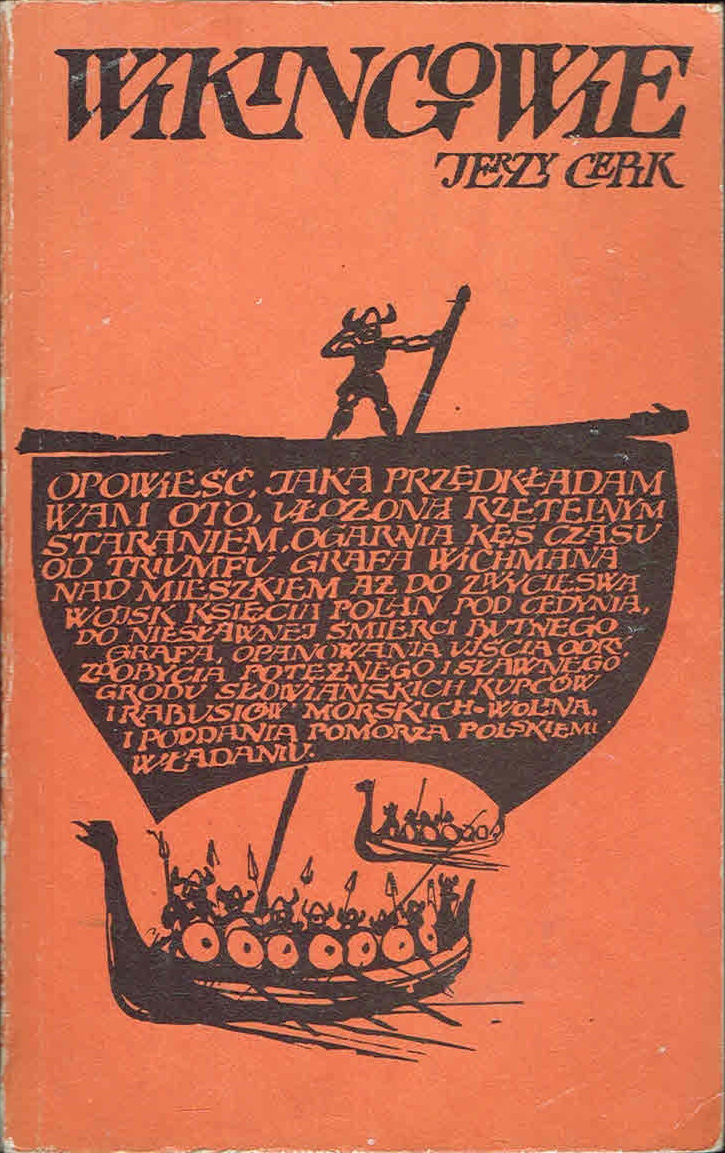 WIKINGOWIE
JERZY CERK
OPOWIEŚĆ, JAKĄ PRZEDKŁADAM
WAM OTO, UŁOŻONA RZETELNYM
STARANIEM, OGARNIA KĘS CZASU
OD TRIUMFU GRAFA WICHMANA
NAD MIESZKIEM AŻ DO ZWYCIĘSWA
WOJSK KSIĘCIA POLAN POD CEDYNIĄ,
DO NIESŁAWNEJ ŚMIERCI BUTNEGO
GRAFA, OPANOWANIA UJŚCIA ODRY,
ZDOBYCIA POTĘŻNEGO I SŁAWNEGO
GRODU SŁOWIAŃSKICH KUPCÓW
I RABUSIÓW MORSKICH-WOLINA,
I PODDANIA POMORZA POLSKIEMU
WŁADANIU.